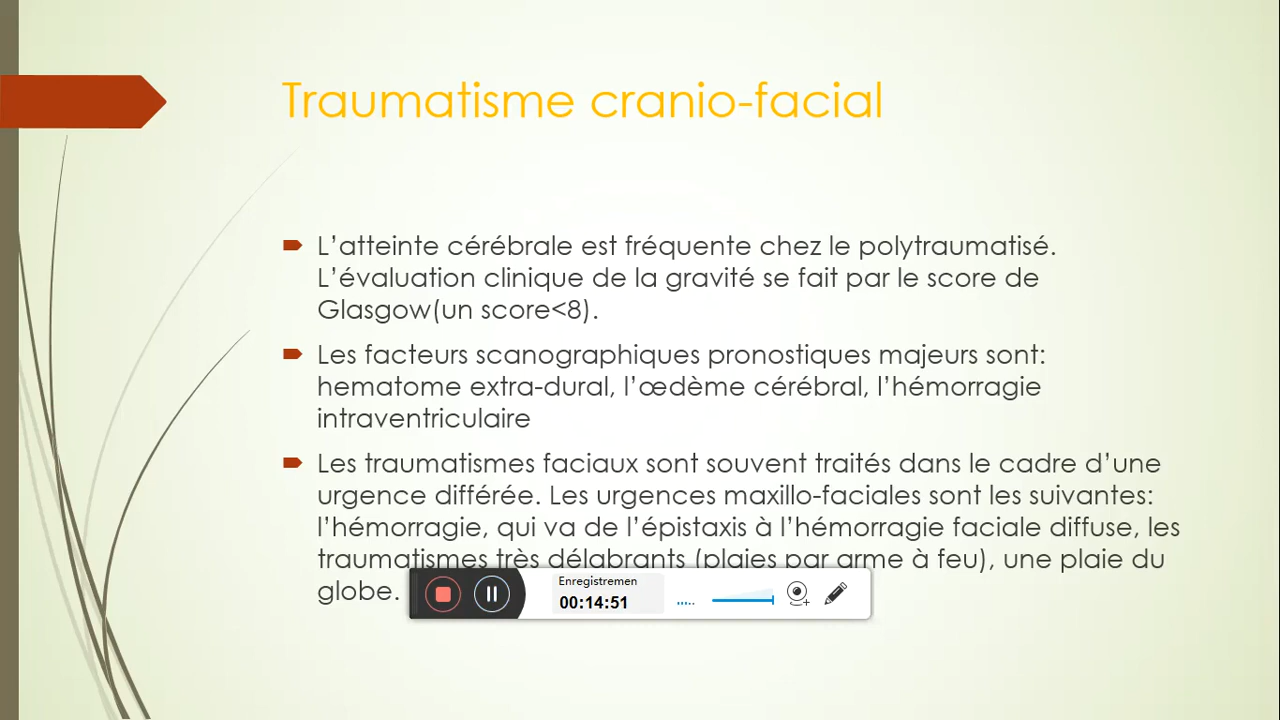 Traumatisme cranio-facial
L’atteinte cérébrale est fréquente chez le polytraumatisé.
L’évaluation clinique de la gravité se fait par le score de
Glasgow(un score<8).
Les facteurs scanographiques pronostiques majeurs sont:
hematome extra-dural, l’œdème cérébral, l’hémorragie
intraventriculaire
Les traumatismes faciaux sont souvent traités dans le cadre d’une
urgence différée. Les urgences maxillo-faciales sont les suivantes:
l’hémorragie, qui va de l’épistaxis à l’hémorragie faciale diffuse, les
traumatismes très délabrants (plaies par arme à feu), une plaie du
globe.
Enregistremen
00:14:51